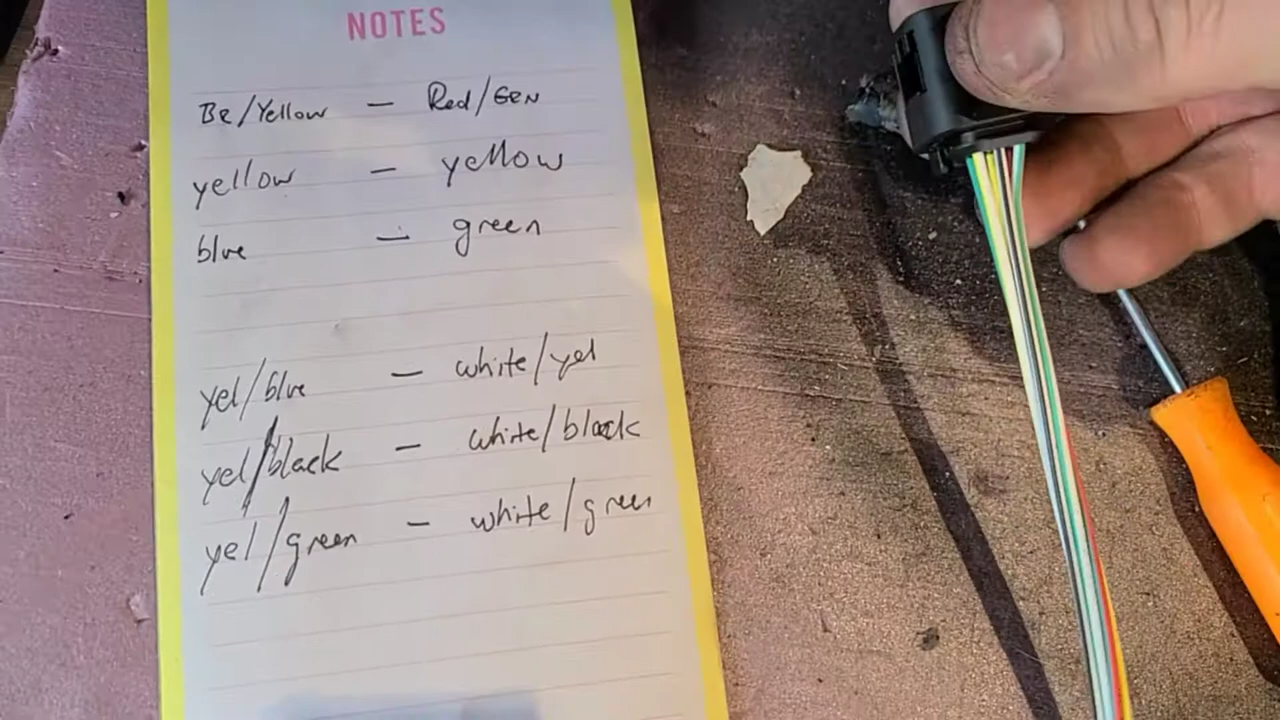 NOTES
Be/Yellow — Red/GRN
yellow — yellow
blue — green
yel/blue — white/yel
yel/black — white/black
yel/green — white/green